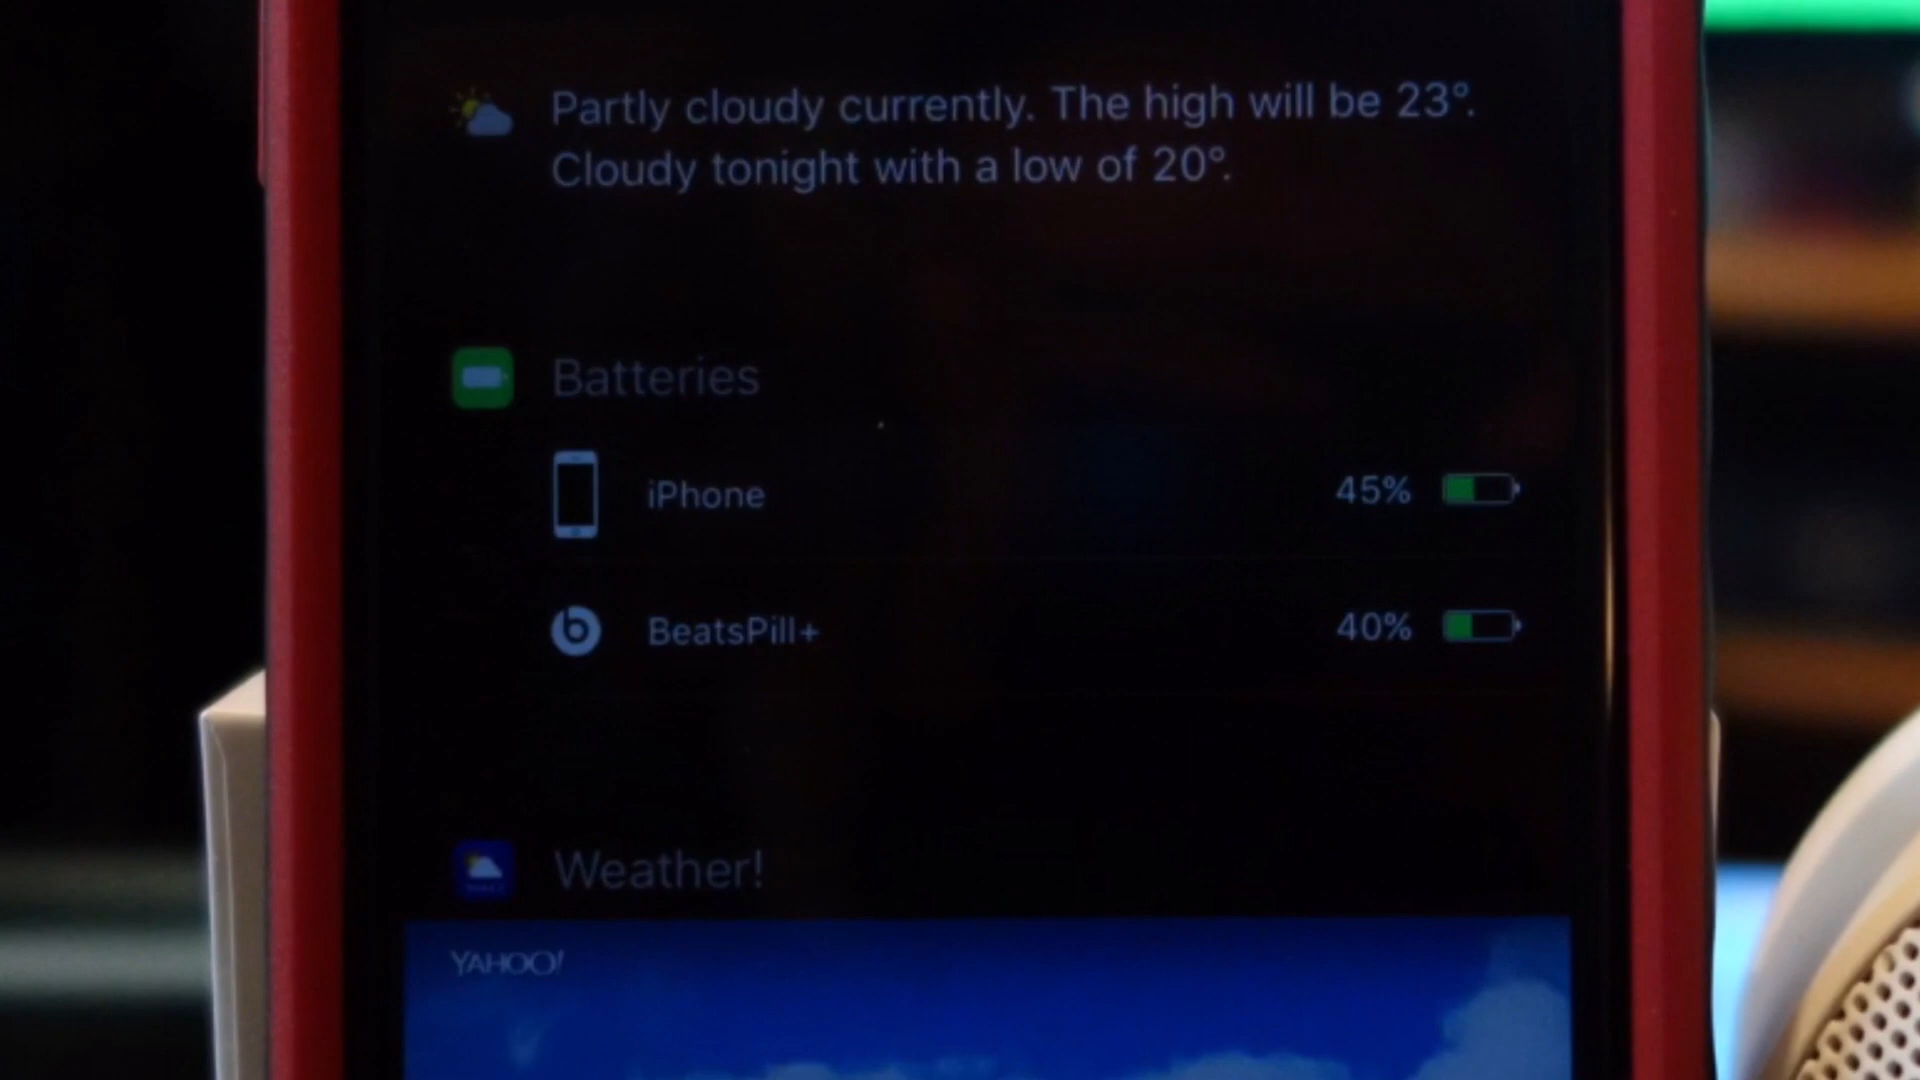 Partly cloudy currently. The high will be 23°.
Cloudy tonight with a low of 20°.
Batteries
iPhone 45%
BeatsPill+ 40%
Weather!
YAHOO!